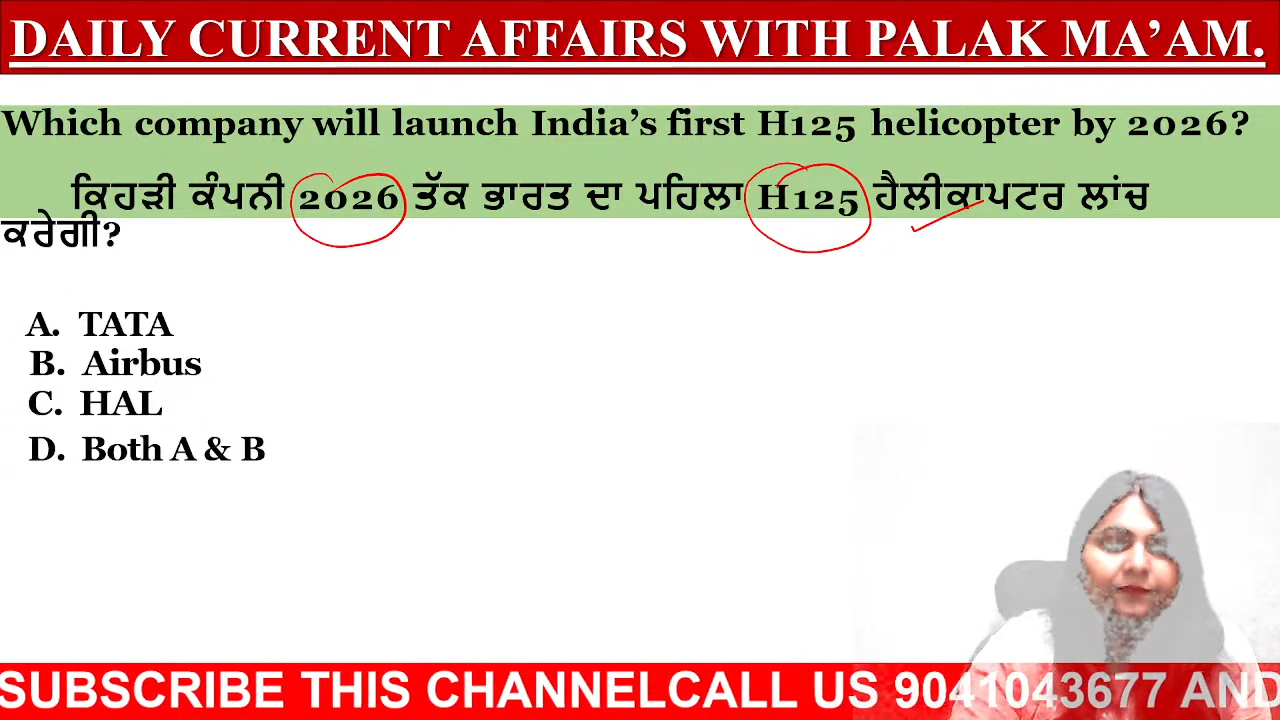 DAILY CURRENT AFFAIRS WITH PALAK MA’AM.
Which company will launch India’s first H125 helicopter by 2026?
ਕਿਹੜੀ ਕੰਪਨੀ 2026 ਤੱਕ ਭਾਰਤ ਦਾ ਪਹਿਲਾ H125 ਹੈਲੀਕਾਪਟਰ ਲਾਂਚ
ਕਰੇਗੀ?
A. TATA
B. Airbus
C. HAL
D. Both A & B
SUBSCRIBE THIS CHANNELCALL US 9041043677 AND